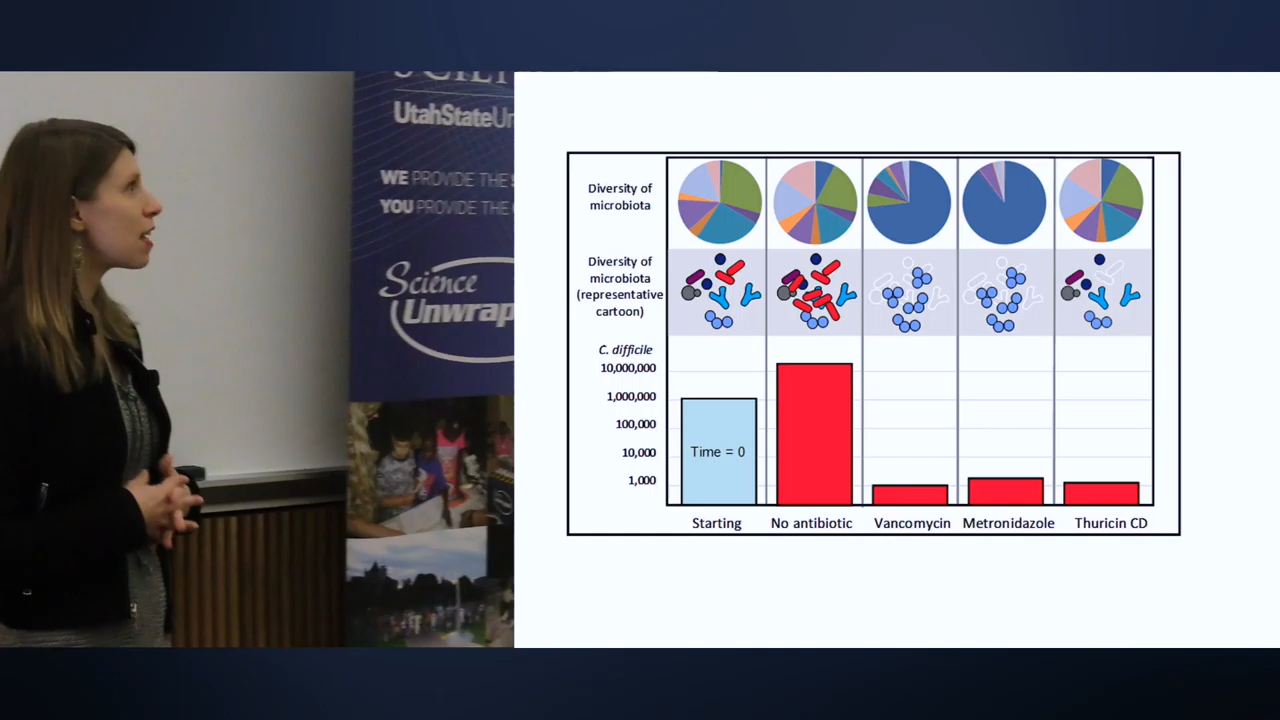 UtahStateUn
WE PROVIDE THE
YOU PROVIDE THE
Science
Unwrap
Diversity of
microbiota
Diversity of
microbiota
(representative
cartoon)
C. difficile
10,000,000
1,000,000
100,000
10,000
1,000
Time = 0
Starting
No antibiotic
Vancomycin
Metronidazole
Thuricin CD